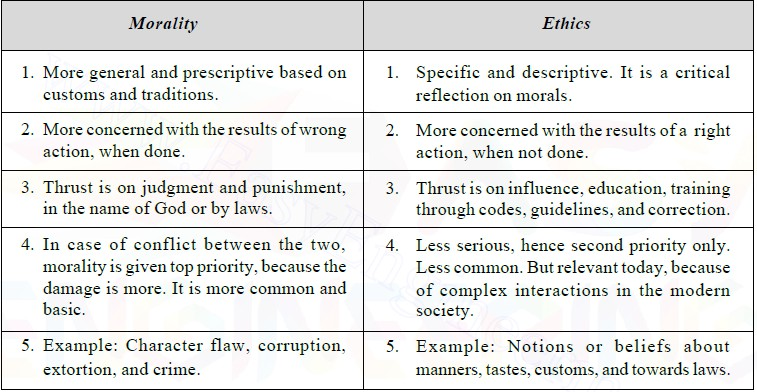 Morality
Ethics
1. More general and prescriptive based on
customs and traditions.
1. Specific and descriptive. It is a critical
reflection on morals.
2. More concerned with the results of wrong
action, when done.
2. More concerned with the results of a right
action, when not done.
3. Thrust is on judgment and punishment,
in the name of God or by laws.
3. Thrust is on influence, education, training
through codes, guidelines, and correction.
4. In case of conflict between the two,
morality is given top priority, because the
damage is more. It is more common and
basic.
4. Less serious, hence second priority only.
Less common. But relevant today, because
of complex interactions in the modern
society.
5. Example: Character flaw, corruption,
extortion, and crime.
5. Example: Notions or beliefs about
manners, tastes, customs, and towards laws.